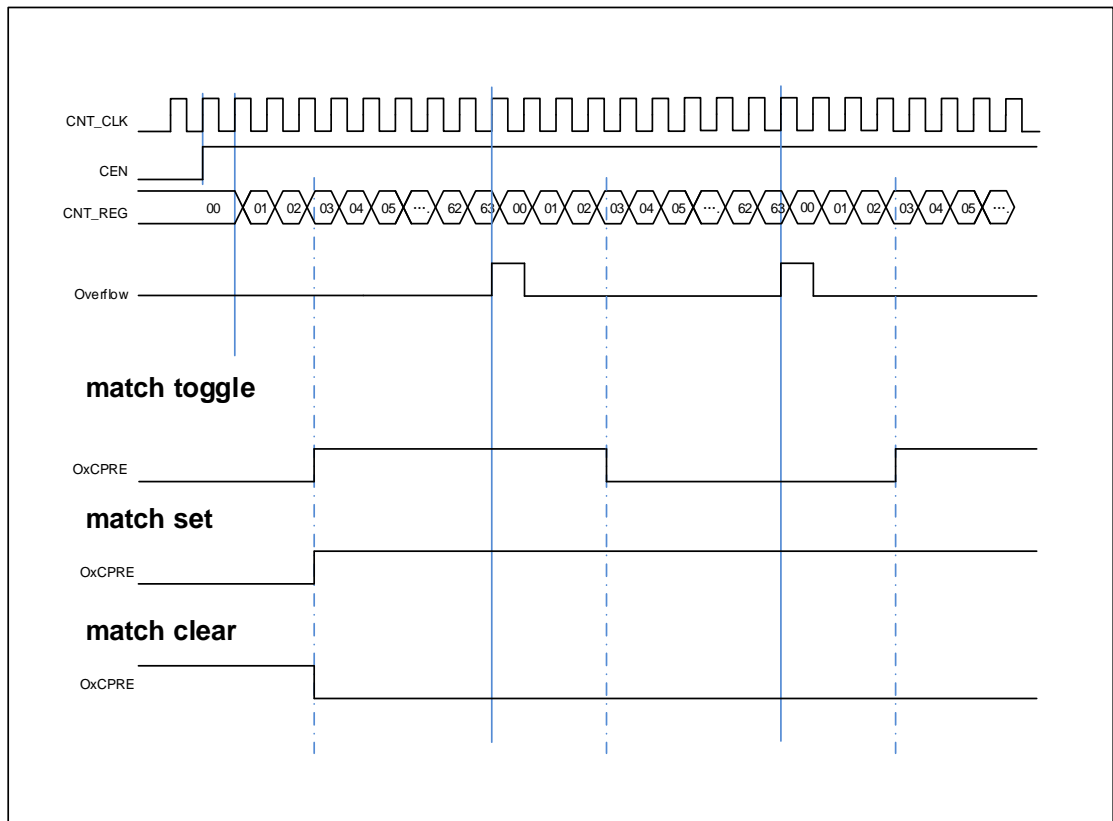 CNT_CLK
CEN
CNT_REG 00 01 02 03 04 05 ···. 62 63 00 01 02 03 04 05 ···. 62 63 00 01 02 03 04 05 ···.
Overflow
match toggle
OxCPRE
match set
OxCPRE
match clear
OxCPRE